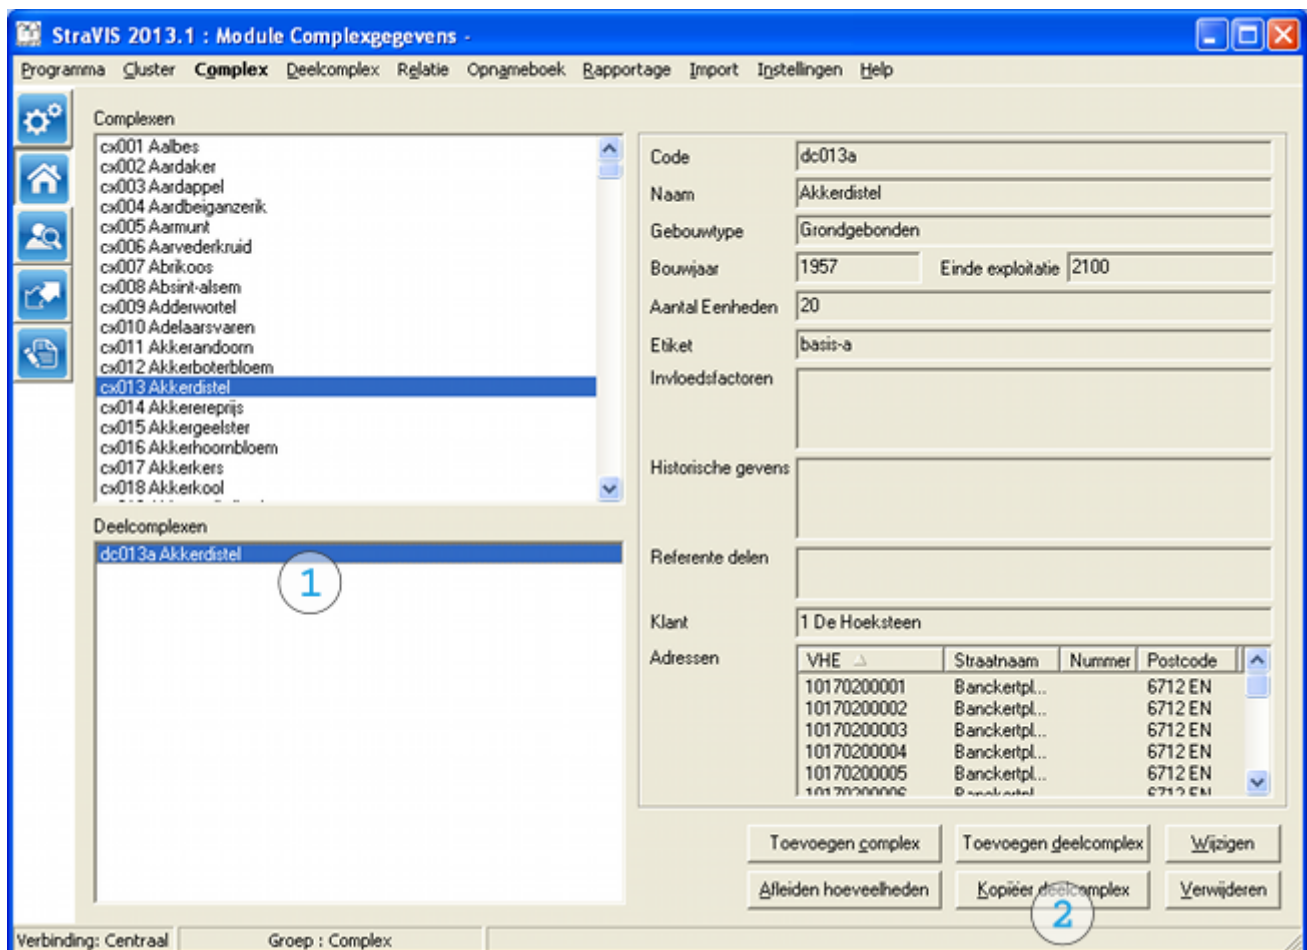 StraVIS 2013.1 : Module Complexgegevens -
Programma Cluster Complex Deelcomplex Relatie Opnameboek Rapportage Import Instellingen Help
Complexen
cx001 Aalbes
cx002 Aardaker
cx003 Aardappel
cx004 Aardbeiganzerik
cx005 Aarmunt
cx006 Aarvederkruid
cx007 Abrikoos
cx008 Absint-alsem
cx009 Adderwortel
cx010 Adelaarsvaren
cx011 Akkerandoorn
cx012 Akkerboterbloem
cx013 Akkerdistel
cx014 Akkerereprijs
cx015 Akkergeelster
cx016 Akkerhoornbloem
cx017 Akkerkers
cx018 Akkerkool
Deelcomplexen
dc013a Akkerdistel
1
Code dc013a
Naam Akkerdistel
Gebouwtype Grondgebonden
Bouwjaar 1957 Einde exploitatie 2100
Aantal Eenheden 20
Etiket basis-a
Invloedsfactoren
Historische gevens
Referente delen
Klant 1 De Hoeksteen
Adressen
VHE Straatnaam Nummer Postcode
10170200001 Banckertpl... 6712 EN
10170200002 Banckertpl... 6712 EN
10170200003 Banckertpl... 6712 EN
10170200004 Banckertpl... 6712 EN
10170200005 Banckertpl... 6712 EN
10170200006 Banckertpl... 6712 EN
Toevoegen complex Toevoegen deelcomplex Wijzigen
Afleiden hoeveelheden Kopiëer deelcomplex Verwijderen
2
Verbinding: Centraal Groep : Complex